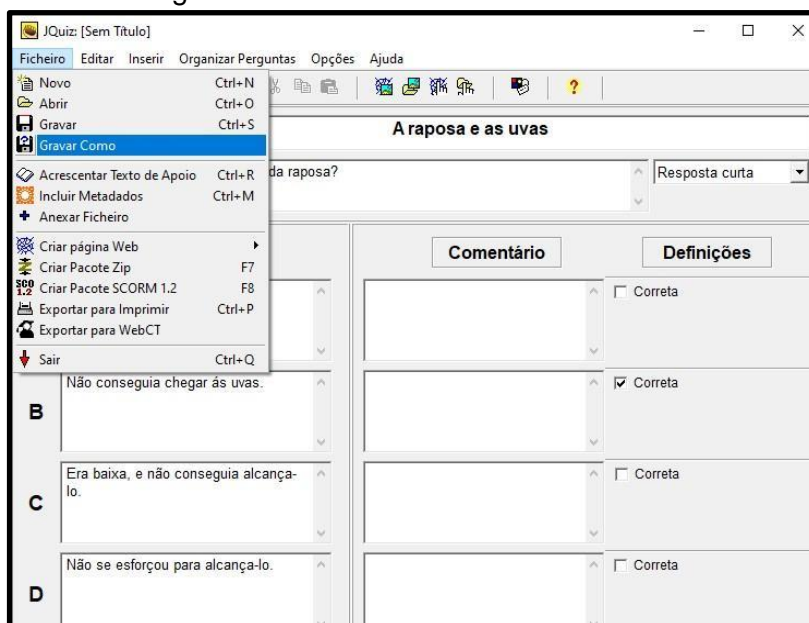 JQuiz: [Sem Título]
Ficheiro Editar Inserir Organizar Perguntas Opções Ajuda
Novo Ctrl+N
Abrir Ctrl+O
Gravar Ctrl+S
Gravar Como
Acrescentar Texto de Apoio Ctrl+R
Incluir Metadados Ctrl+M
Anexar Ficheiro
Criar página Web
Criar Pacote Zip F7
SCO 1.2 Criar Pacote SCORM 1.2 F8
Exportar para Imprimir Ctrl+P
Exportar para WebCT
Sair Ctrl+Q
A raposa e as uvas
da raposa?
Resposta curta
Comentário Definições
Correta
B Não conseguia chegar ás uvas. Correta
C Era baixa, e não conseguia alcança-
lo. Correta
D Não se esforçou para alcança-lo. Correta